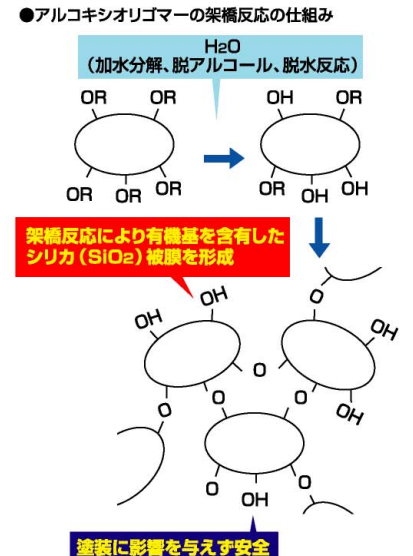 ●アルコキシオリゴマーの架橋反応の仕組み
H2O
（加水分解、脱アルコール、脱水反応）
OR OR OH OR
OR OR OR OR OH OH
架橋反応により有機基を含有した
シリカ（SiO2）被膜を形成
OH OH O OH
O
O O OH
O
O OH O
塗装に影響を与えず安全